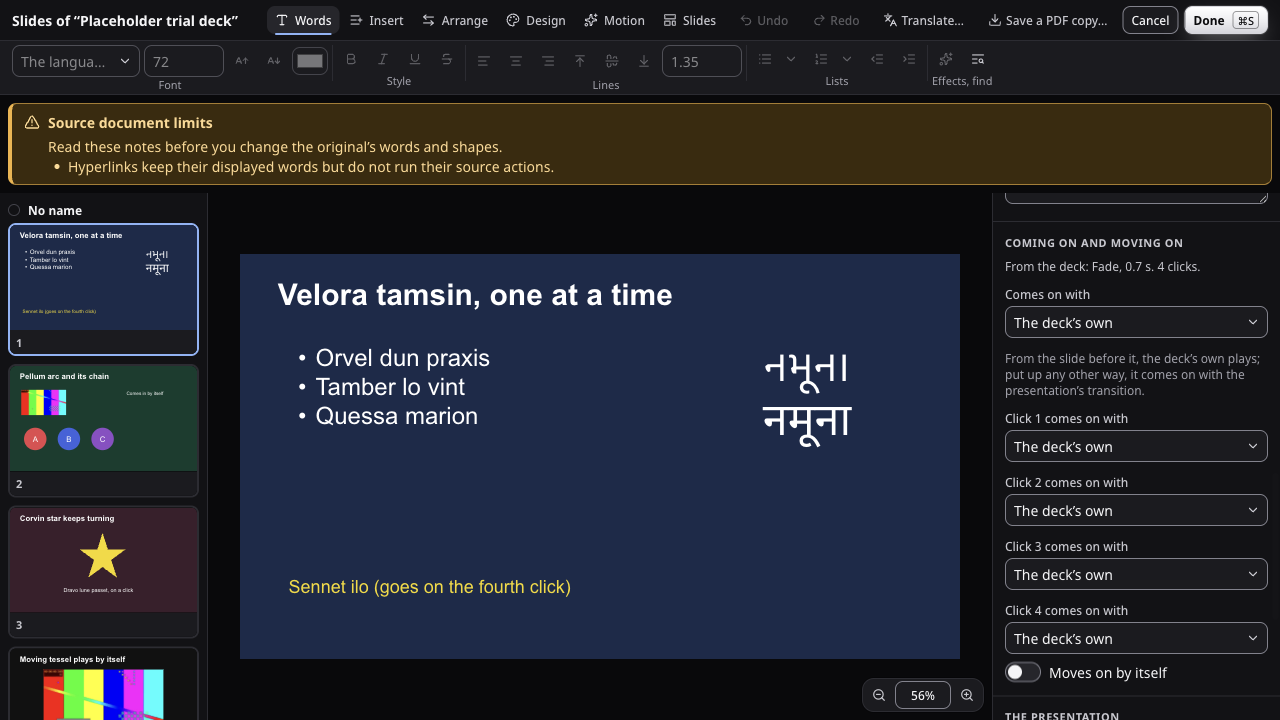 Slides of “Placeholder trial deck”
Words
Insert
Arrange
Design
Motion
Slides
Undo
Redo
Translate…
Save a PDF copy…
Cancel
Done ⌘S
The langua…
72
1.35
Font
Style
Lines
Lists
Effects, find
Source document limits
Read these notes before you change the original’s words and shapes.
• Hyperlinks keep their displayed words but do not run their source actions.
No name
Velora tamsin, one at a time
• Orvel dun praxis
• Tamber lo vint
• Quessa marion
नमूना
नमूना
Sennet ilo (goes on the fourth click)
1
Pellum arc and its chain
Comes in by itself
A
B
C
2
Corvin star keeps turning
Dravo lune passet, on a click
3
Moving tessel plays by itself
Velora tamsin, one at a time
• Orvel dun praxis
• Tamber lo vint
• Quessa marion
नमूना
नमूना
Sennet ilo (goes on the fourth click)
56%
COMING ON AND MOVING ON
From the deck: Fade, 0.7 s. 4 clicks.
Comes on with
The deck’s own
From the slide before it, the deck’s own plays;
put up any other way, it comes on with the
presentation’s transition.
Click 1 comes on with
The deck’s own
Click 2 comes on with
The deck’s own
Click 3 comes on with
The deck’s own
Click 4 comes on with
The deck’s own
Moves on by itself
THE PRESENTATION